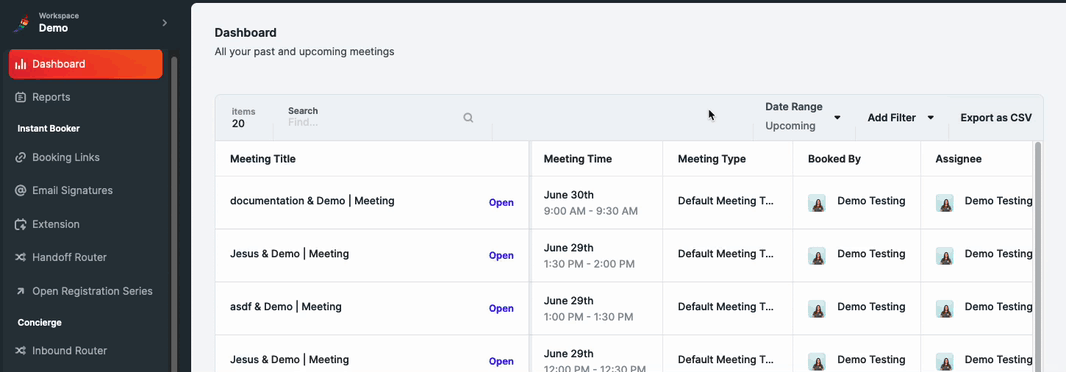 Workspace
Demo
Dashboard
Reports
Instant Booker
Booking Links
Email Signatures
Extension
Handoff Router
Open Registration Series
Concierge
Inbound Router
Dashboard
All your past and upcoming meetings
items
20
Search
Find...
Date Range
Upcoming
Add Filter
Export as CSV
Meeting Title Meeting Time Meeting Type Booked By Assignee
documentation & Demo | Meeting Open June 30th 9:00 AM - 9:30 AM Default Meeting T... Demo Testing Demo Testing
Jesus & Demo | Meeting Open June 29th 1:30 PM - 2:00 PM Default Meeting T... Demo Testing Demo Testing
asdf & Demo | Meeting Open June 29th 1:00 PM - 1:30 PM Default Meeting T... Demo Testing Demo Testing
Jesus & Demo | Meeting Open June 29th 12:00 PM - 12:30 PM Default Meeting T... Demo Testing Demo Testing